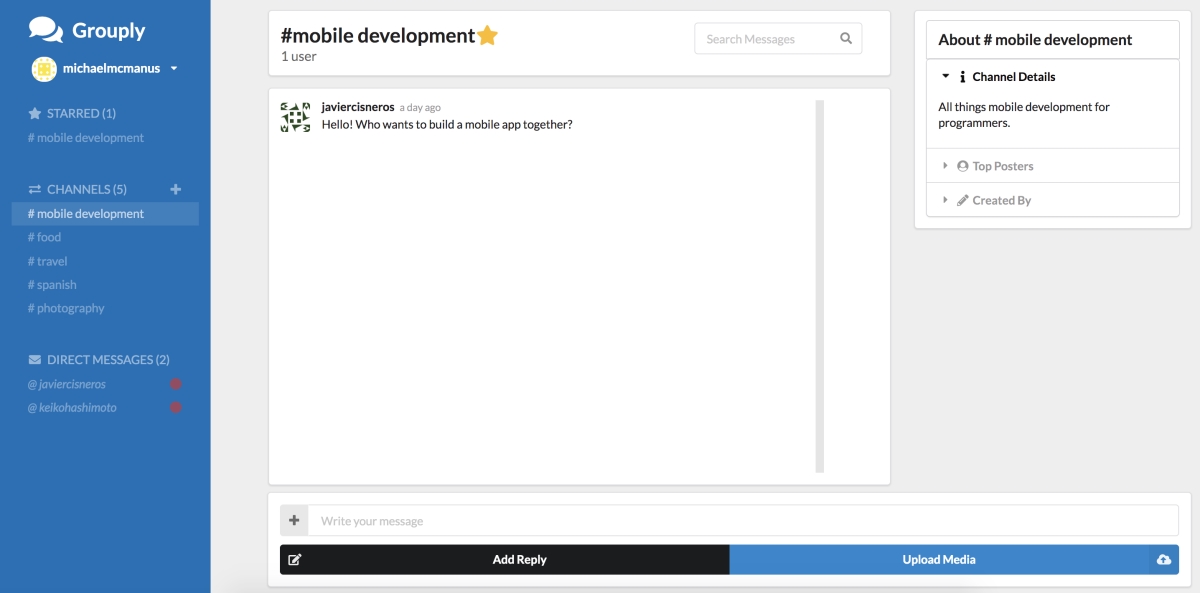 Grouply
michaelmcmanus
STARRED (1)
# mobile development
CHANNELS (5)
# mobile development
# food
# travel
# spanish
# photography
DIRECT MESSAGES (2)
@ javiercisneros
@ keikohashimoto
#mobile development
1 user
Search Messages
javiercisneros a day ago
Hello! Who wants to build a mobile app together?
Write your message
Add Reply
Upload Media
About # mobile development
Channel Details
All things mobile development for
programmers.
Top Posters
Created By